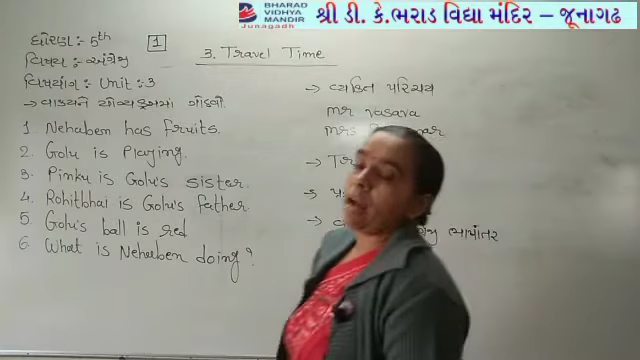 BHARAD
VIDHYA
MANDIR
Junagadh
શ્રી ડી. કે.ભરાડ વિદ્યા મંદિર – જૂનાગઢ
ધોરણ :- 5th
1
3. Travel Time
વિષય :- અંગ્રેજી
વિષયાંગ :- Unit :- 3
→ વાક્યને યોગ્ય ક્રમમાં ગોઠવો.
1 Nehaben has fruits.
2. Golu is Playing.
3. Pinku is Golu's sister.
4. Rohitbhai is Golu's father.
5. Golu's ball is red
6. What is Nehaben doing?
→ વ્યક્તિ પરિચય
mr vasava
mrs
→
→
→ ભાષાંતર